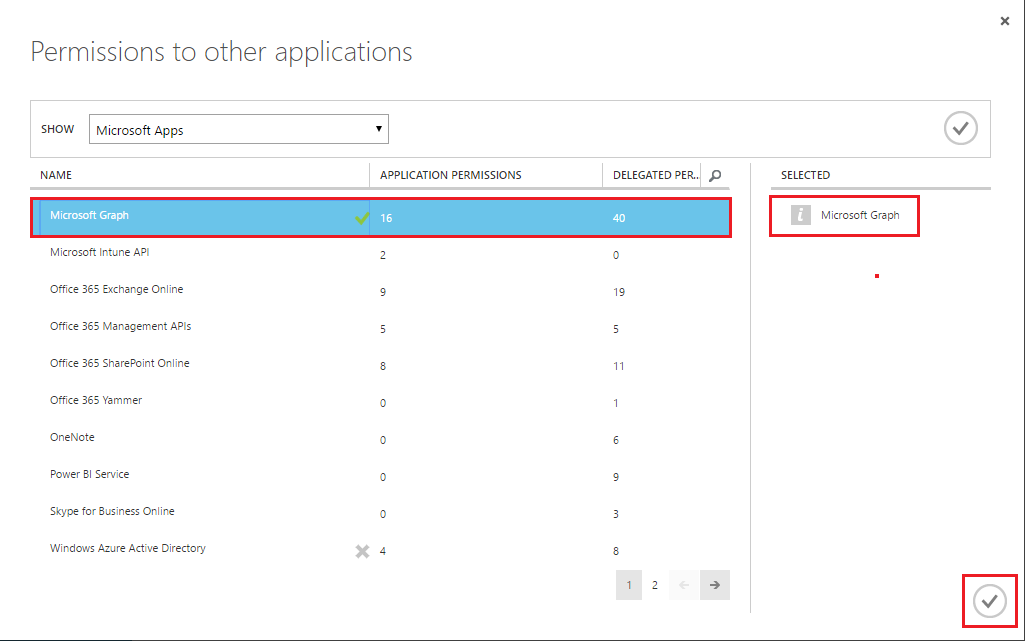 Permissions to other applications
SHOW Microsoft Apps
NAME APPLICATION PERMISSIONS DELEGATED PER... SELECTED
Microsoft Graph 16 40 i Microsoft Graph
Microsoft Intune API 2 0
Office 365 Exchange Online 9 19
Office 365 Management APIs 5 5
Office 365 SharePoint Online 8 11
Office 365 Yammer 0 1
OneNote 0 6
Power BI Service 0 9
Skype for Business Online 0 3
Windows Azure Active Directory 4 8
1 2